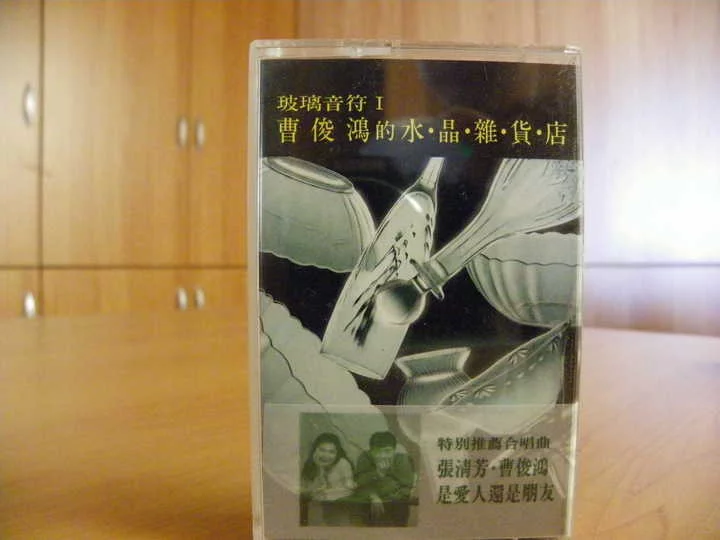 玻璃音符 I
曹俊鴻的水·晶·雜·貨·店
特別推薦合唱曲
張清芳·曹俊鴻
是愛人還是朋友